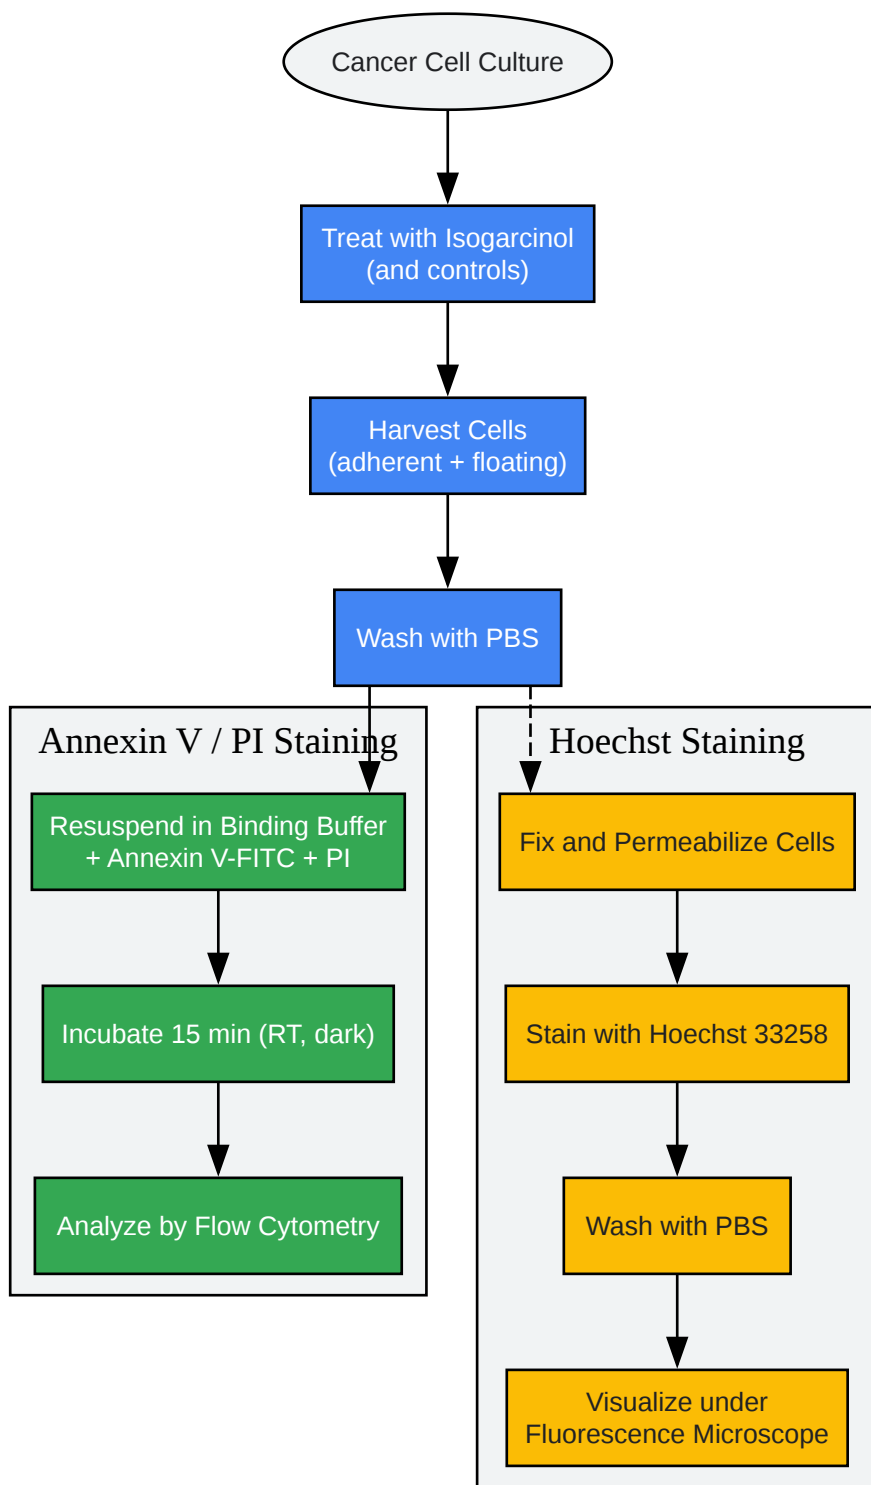 Cancer Cell Culture
Treat with Isogarcinol
(and controls)
Harvest Cells
(adherent + floating)
Wash with PBS
Annexin V / PI Staining
Resuspend in Binding Buffer
+ Annexin V-FITC + PI
Incubate 15 min (RT, dark)
Analyze by Flow Cytometry
Hoechst Staining
Fix and Permeabilize Cells
Stain with Hoechst 33258
Wash with PBS
Visualize under
Fluorescence Microscope